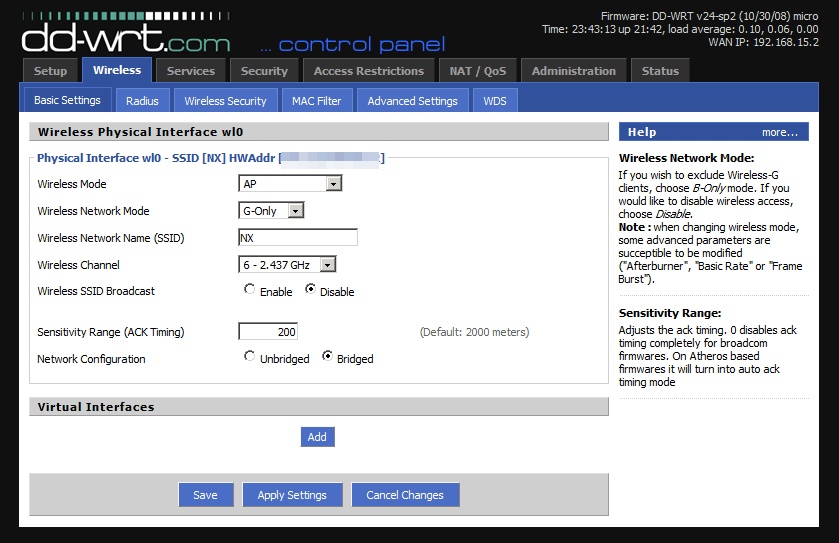 Firmware: DD-WRT v24-sp2 (10/30/08) micro
Time: 23:43:13 up 21:42, load average: 0.10, 0.06, 0.00
WAN IP: 192.168.15.2
dd-wrt.com ... control panel
Setup Wireless Services Security Access Restrictions NAT / QoS Administration Status
Basic Settings Radius Wireless Security MAC Filter Advanced Settings WDS
Wireless Physical Interface wl0
Physical Interface wl0 - SSID [NX] HWAddr [ ]
Wireless Mode AP
Wireless Network Mode G-Only
Wireless Network Name (SSID) NX
Wireless Channel 6 - 2.437 GHz
Wireless SSID Broadcast Enable Disable
Sensitivity Range (ACK Timing) 200 (Default: 2000 meters)
Network Configuration Unbridged Bridged
Virtual Interfaces
Add
Save Apply Settings Cancel Changes
Help more...
Wireless Network Mode:
If you wish to exclude Wireless-G
clients, choose B-Only mode. If you
would like to disable wireless access,
choose Disable.
Note : when changing wireless mode,
some advanced parameters are
succeptible to be modified
("Afterburner", "Basic Rate" or "Frame
Burst").
Sensitivity Range:
Adjusts the ack timing. 0 disables ack
timing completely for broadcom
firmwares. On Atheros based
firmwares it will turn into auto ack
timing mode